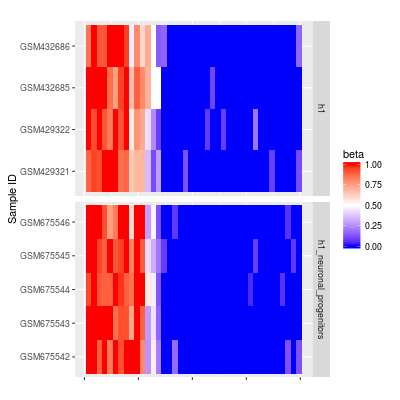 GSM432686
GSM432685
GSM429322
GSM429321
h1
GSM675546
GSM675545
GSM675544
GSM675543
GSM675542
h1_neuronal_progenitors
Sample ID
beta
1.00
0.75
0.50
0.25
0.00